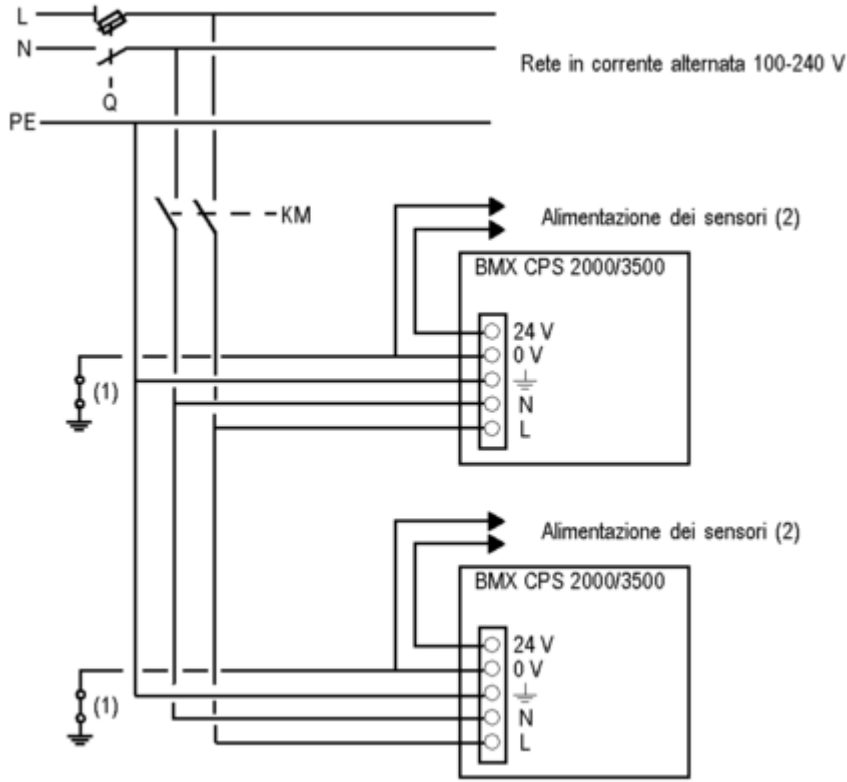 L
N
Rete in corrente alternata 100-240 V
Q
PE
KM
Alimentazione dei sensori (2)
BMX CPS 2000/3500
24 V
0 V
(1)
N
L
Alimentazione dei sensori (2)
BMX CPS 2000/3500
24 V
0 V
(1)
N
L